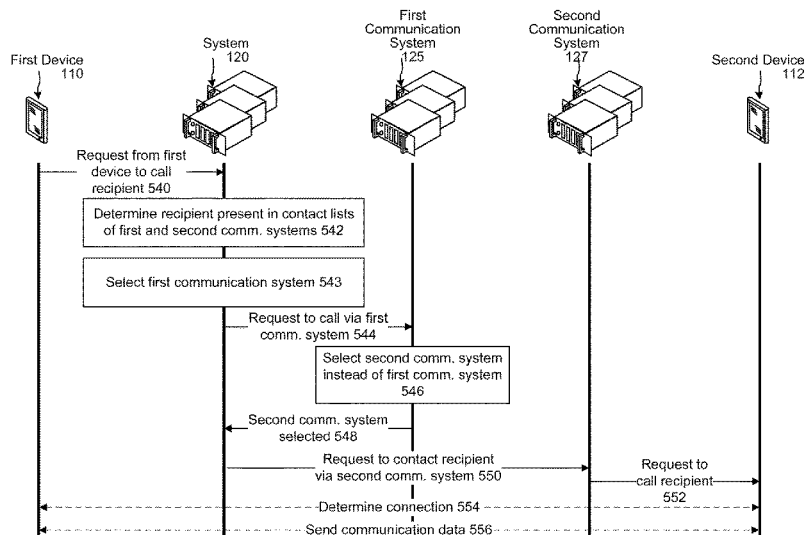 First Device
110
System
120
First
Communication
System
125
Second
Communication
System
127
Second Device
112
Request from first
device to call
recipient 540
Determine recipient present in contact lists
of first and second comm. systems 542
Select first communication system 543
Request to call via first
comm. system 544
Select second comm. system
instead of first comm. system
546
Second comm. system
selected 548
Request to contact recipient
via second comm. system 550
Request to
call recipient
552
Determine connection 554
Send communication data 556